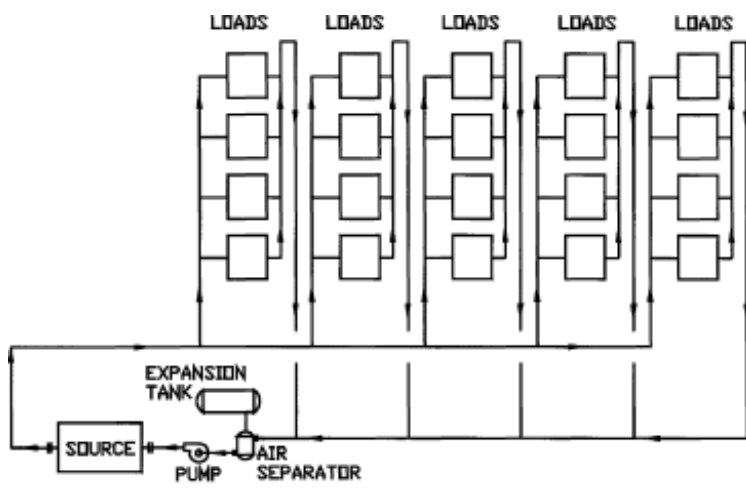 LOADS
LOADS
LOADS
LOADS
LOADS
EXPANSION
TANK
SOURCE
PUMP
AIR
SEPARATOR